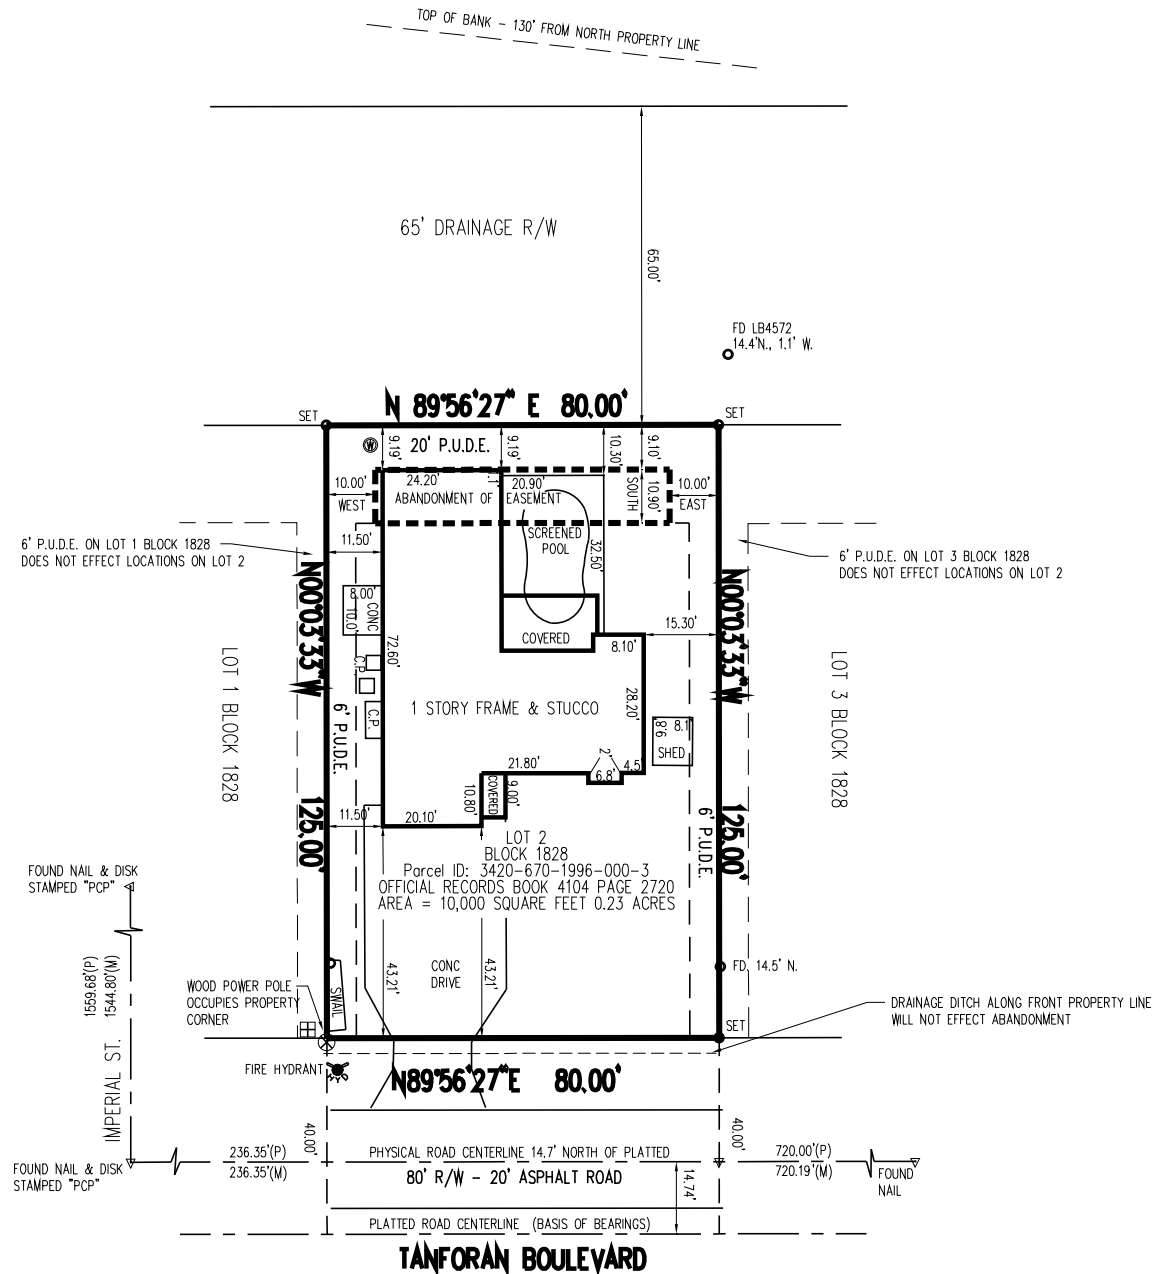 TOP OF BANK - 130' FROM NORTH PROPERTY LINE
65' DRAINAGE R/W
65.00'
FD LB4572
14.4'N., 1.1' W.
N 89°56'27" E 80.00'
SET
SET
9.19'
20' P.U.D.E.
9.19'
10.30'
9.10'
W
10.00'
WEST
24.20'
20.90'
ABANDONMENT OF EASEMENT
SOUTH
10.90'
10.00'
EAST
SCREENED
POOL
32.50'
6' P.U.D.E. ON LOT 1 BLOCK 1828
DOES NOT EFFECT LOCATIONS ON LOT 2
6' P.U.D.E. ON LOT 3 BLOCK 1828
DOES NOT EFFECT LOCATIONS ON LOT 2
11.50'
N00°03'33"W
N00°03'33"W
8.00'
10.0'
CONC
72.60'
COVERED
15.30'
8.10'
C.P.
C.P.
LOT 1 BLOCK 1828
LOT 3 BLOCK 1828
6' P.U.D.E.
1 STORY FRAME & STUCCO
28.20'
8.1'
9.8'
SHED
2'
21.80'
6.8'
4.5'
COVERED
9.00'
10.80'
125.00'
125.00'
11.50'
20.10'
6' P.U.D.E.
LOT 2
BLOCK 1828
Parcel ID: 3420-670-1996-000-3
OFFICIAL RECORDS BOOK 4104 PAGE 2720
AREA = 10,000 SQUARE FEET 0.23 ACRES
FOUND NAIL & DISK
STAMPED "PCP"
1559.68'(P)
1544.80'(M)
IMPERIAL ST.
43.21'
CONC
DRIVE
43.21'
FD. 14.5' N.
WOOD POWER POLE
OCCUPIES PROPERTY
CORNER
SWAIL
DRAINAGE DITCH ALONG FRONT PROPERTY LINE
WILL NOT EFFECT ABANDONMENT
SET
FIRE HYDRANT
HYD
N89°56'27"E 80.00'
40.00'
40.00'
236.35'(P)
236.35'(M)
PHYSICAL ROAD CENTERLINE 14.7' NORTH OF PLATTED
720.00'(P)
720.19'(M)
FOUND NAIL & DISK
STAMPED "PCP"
80' R/W - 20' ASPHALT ROAD
14.74'
FOUND
NAIL
PLATTED ROAD CENTERLINE (BASIS OF BEARINGS)
TANFORAN BOULEVARD